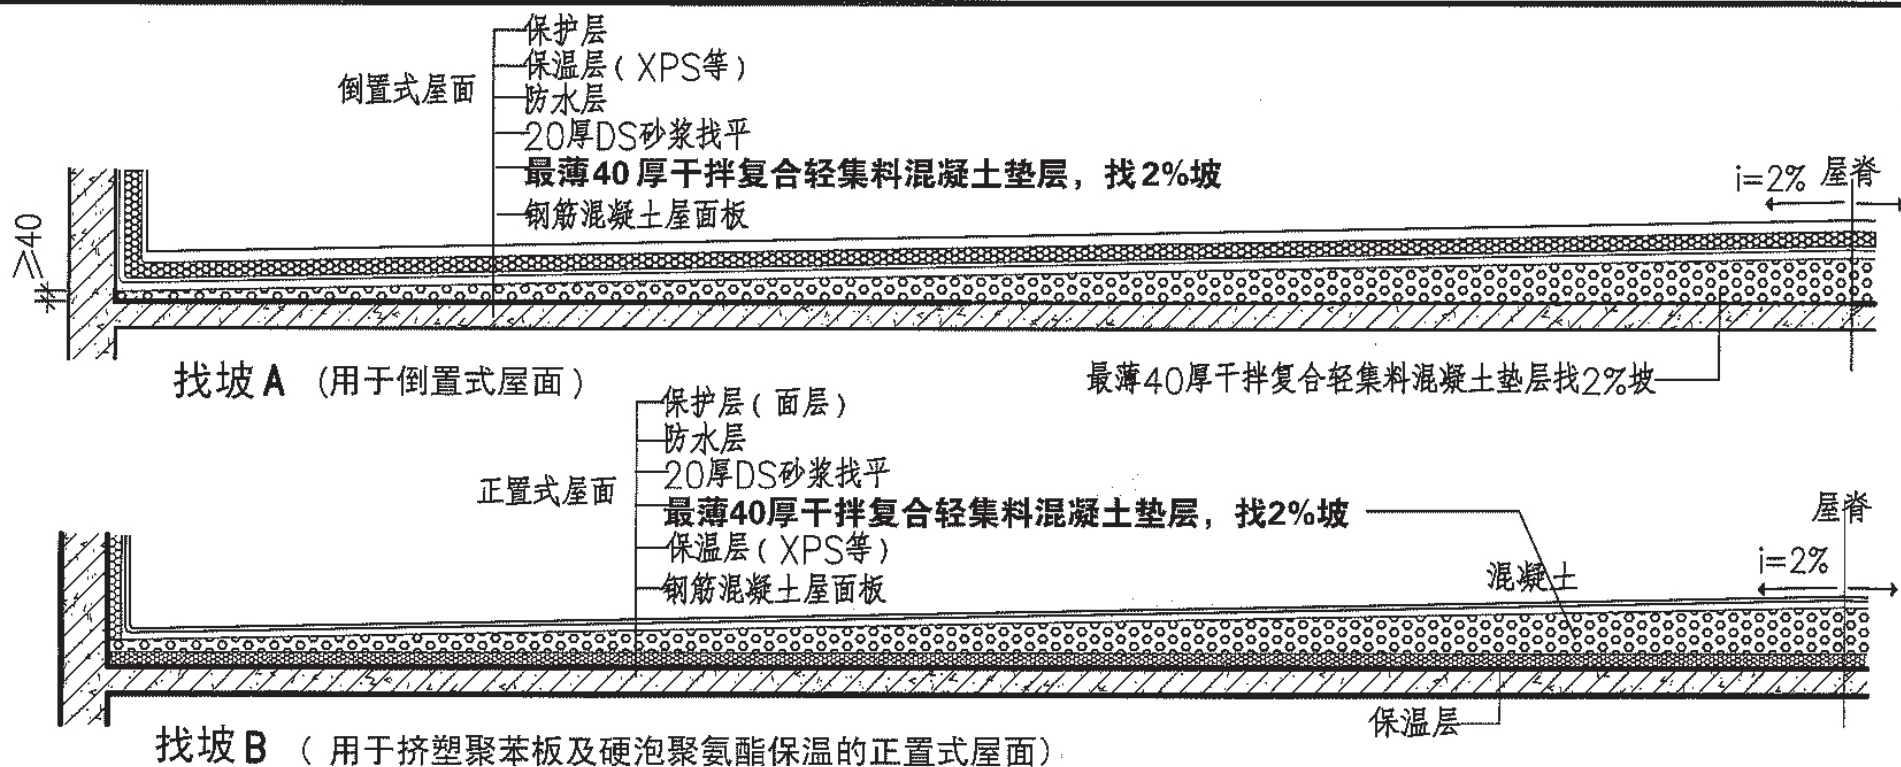 保护层
保温层(XPS等)
倒置式屋面
防水层
20厚DS砂浆找平
最薄40厚干拌复合轻集料混凝土垫层，找2%坡
i=2% 屋脊
钢筋混凝土屋面板
≥40
找坡A (用于倒置式屋面)
最薄40厚干拌复合轻集料混凝土垫层找2%坡
保护层(面层)
防水层
20厚DS砂浆找平
正置式屋面
最薄40厚干拌复合轻集料混凝土垫层，找2%坡
屋脊
保温层(XPS等)
i=2%
混凝土
钢筋混凝土屋面板
保温层
找坡B (用于挤塑聚苯板及硬泡聚氨酯保温的正置式屋面)